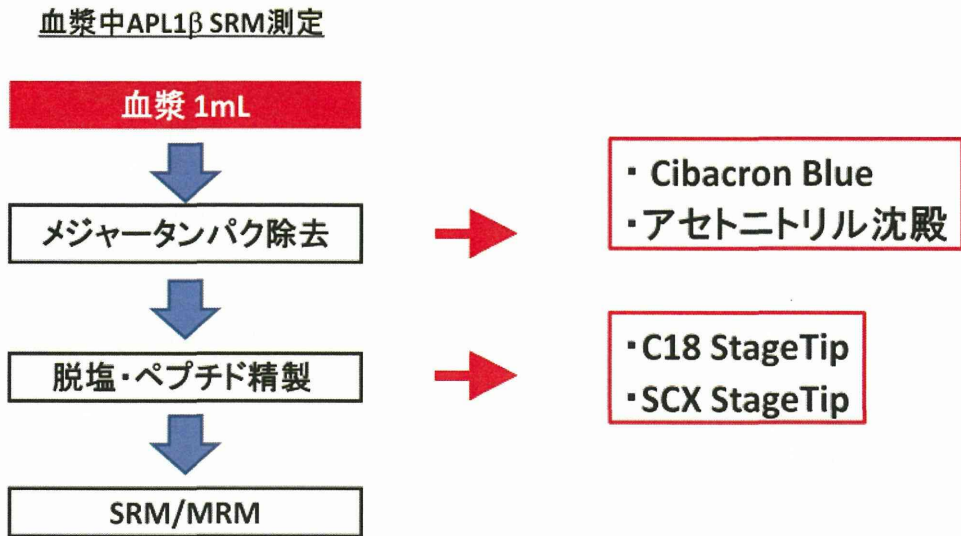 血漿中APL1β SRM測定
血漿 1mL
メジャータンパク除去
・Cibacron Blue
・アセトニトリル沈殿
脱塩・ペプチド精製
・C18 StageTip
・SCX StageTip
SRM/MRM